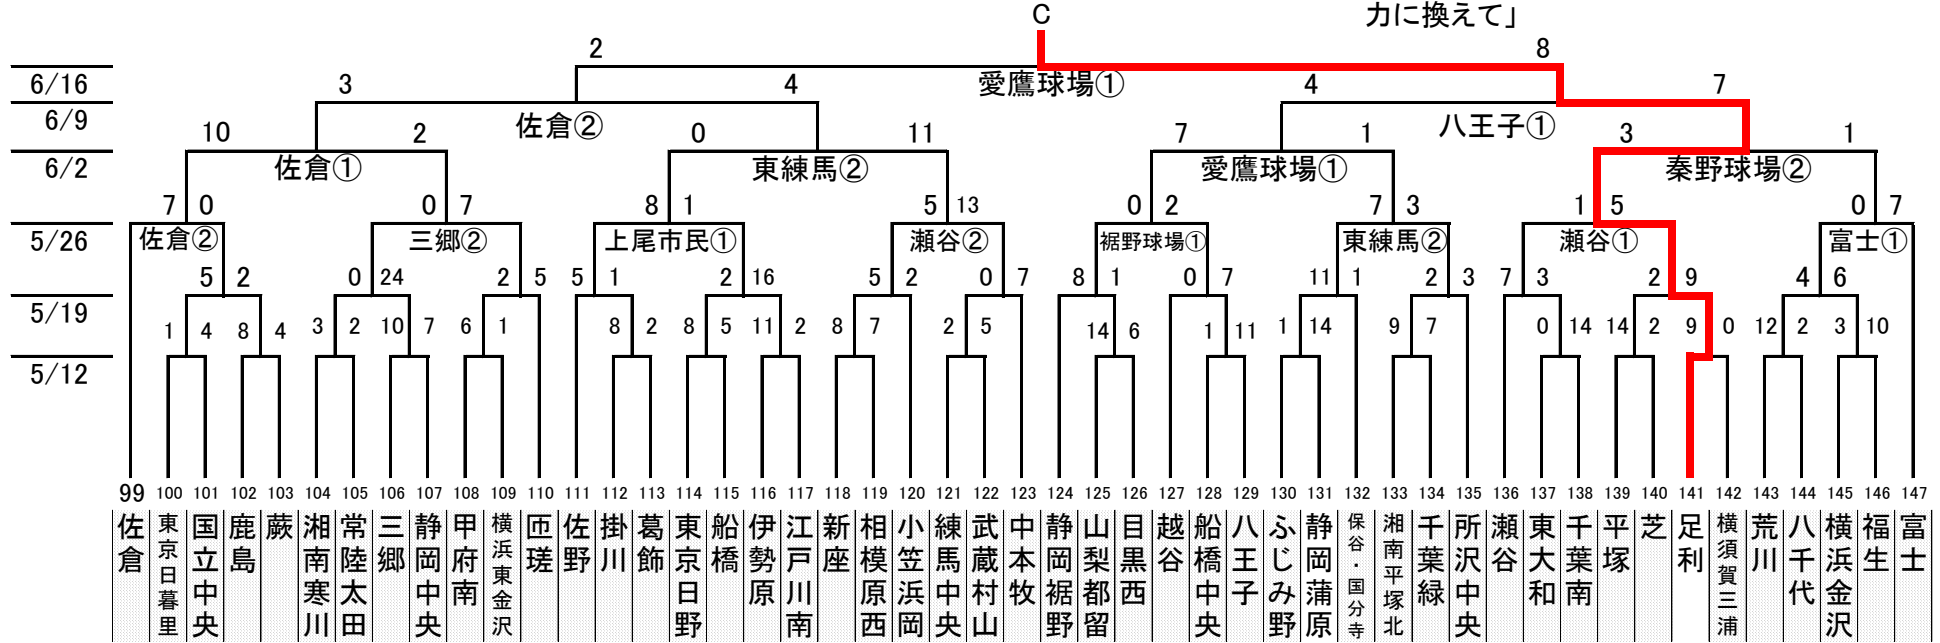 C 力に換えて」
2 8
6/16 3 4 愛鷹球場① 4 7
6/9 10 2 佐倉② 0 11 7 1 八王子① 3 1
6/2 佐倉① 東練馬② 愛鷹球場① 秦野球場②
7 0 0 7 8 1 5 13 0 2 7 3 1 5 0 7
5/26 佐倉② 三郷② 上尾市民① 瀬谷② 裾野球場① 東練馬② 瀬谷① 富士①
5 2 0 24 2 5 5 1 2 16 5 2 0 7 8 1 0 7 11 1 2 3 7 3 2 9 4 6
5/19 1 4 8 4 3 2 10 7 6 1 8 2 8 5 11 2 8 7 2 5 14 6 1 11 1 14 9 7 0 14 14 2 9 0 12 2 3 10
5/12
99 100 101 102 103 104 105 106 107 108 109 110 111 112 113 114 115 116 117 118 119 120 121 122 123 124 125 126 127 128 129 130 131 132 133 134 135 136 137 138 139 140 141 142 143 144 145 146 147
佐倉
東京日暮里
国立中央
鹿島
蕨
湘南寒川
常陸太田
三郷
静岡中央
甲府南
横浜東金沢
匝瑳
佐野
掛川
葛飾
東京日野
船橋
伊勢原
江戸川南
新座
相模原西
小笠浜岡
練馬中央
武蔵村山
中本牧
静岡裾野
山梨都留
目黒西
越谷
船橋中央
八王子
ふじみ野
静岡蒲原
保谷・国分寺
湘南平塚北
千葉緑
所沢中央
瀬谷
東大和
千葉南
平塚
芝
足利
横須賀三浦
荒川
八千代
横浜金沢
福生
富士